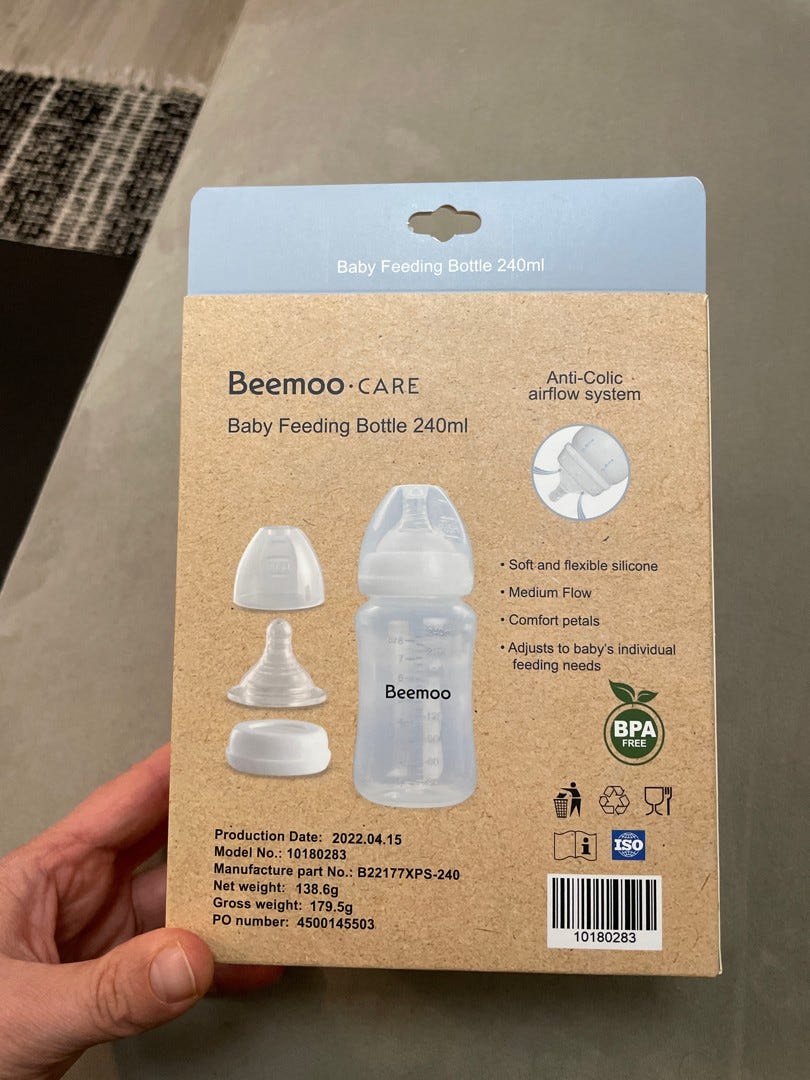 Baby Feeding Bottle 240ml
Beemoo·CARE
Baby Feeding Bottle 240ml
Anti-Colic
airflow system
• Soft and flexible silicone
• Medium Flow
• Comfort petals
• Adjusts to baby's individual
feeding needs
Beemoo
BPA
FREE
ISO
Production Date: 2022.04.15
Model No.: 10180283
Manufacture part No.: B22177XPS-240
Net weight: 138.6g
Gross weight: 179.5g
PO number: 4500145503
10180283